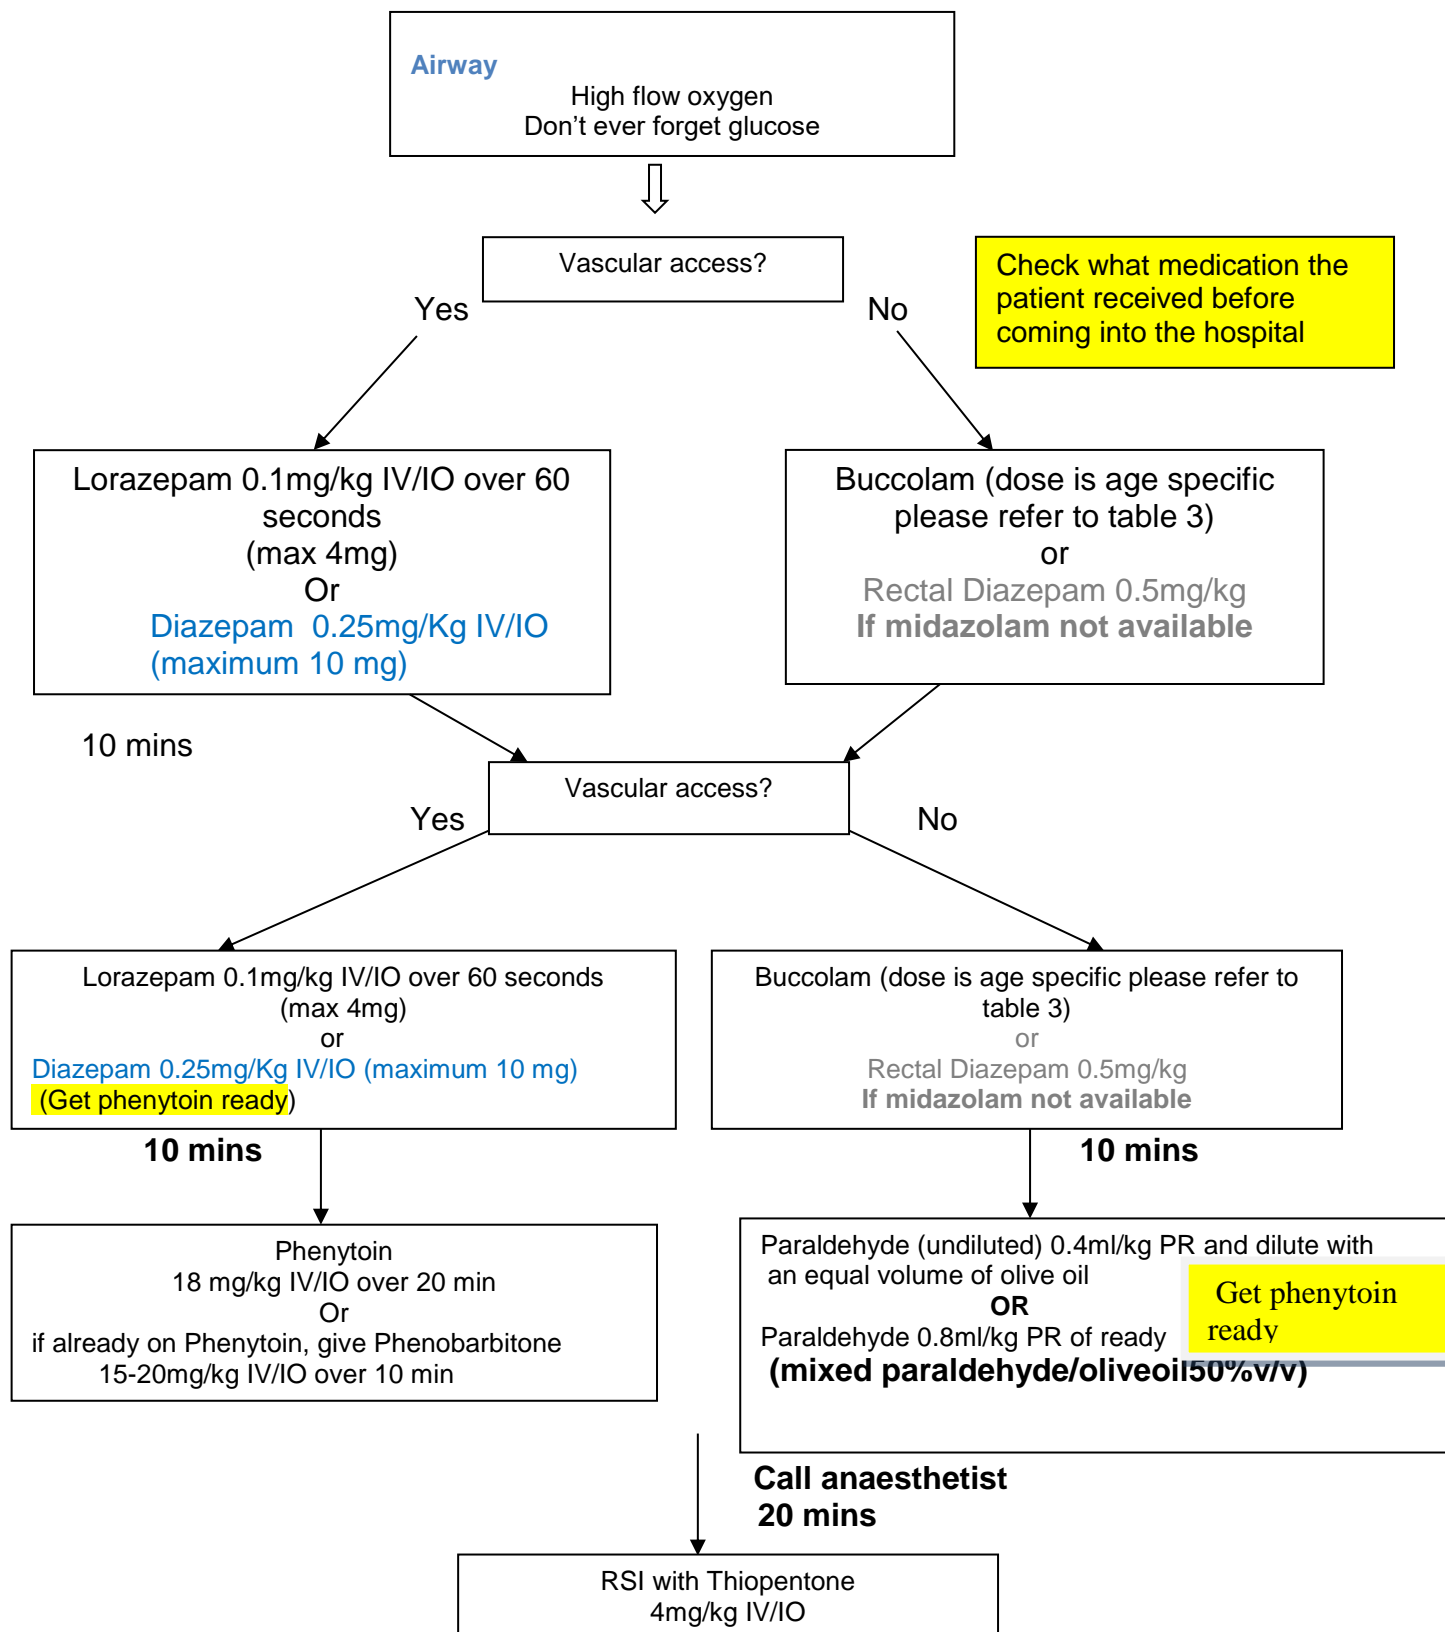 Airway
High flow oxygen
Don't ever forget glucose
Vascular access?
Check what medication the
patient received before
coming into the hospital
Yes
No
Lorazepam 0.1mg/kg IV/IO over 60
seconds
(max 4mg)
Or
Diazepam 0.25mg/Kg IV/IO
(maximum 10 mg)
Buccolam (dose is age specific
please refer to table 3)
or
Rectal Diazepam 0.5mg/kg
If midazolam not available
10 mins
Vascular access?
Yes
No
Lorazepam 0.1mg/kg IV/IO over 60 seconds
(max 4mg)
or
Diazepam 0.25mg/Kg IV/IO (maximum 10 mg)
(Get phenytoin ready)
Buccolam (dose is age specific please refer to
table 3)
or
Rectal Diazepam 0.5mg/kg
If midazolam not available
10 mins
10 mins
Phenytoin
18 mg/kg IV/IO over 20 min
Or
if already on Phenytoin, give Phenobarbitone
15-20mg/kg IV/IO over 10 min
Paraldehyde (undiluted) 0.4ml/kg PR and dilute with
an equal volume of olive oil
OR
Paraldehyde 0.8ml/kg PR of ready
(mixed paraldehyde/oliveoil50%v/v)
Get phenytoin
ready
Call anaesthetist
20 mins
RSI with Thiopentone
4mg/kg IV/IO